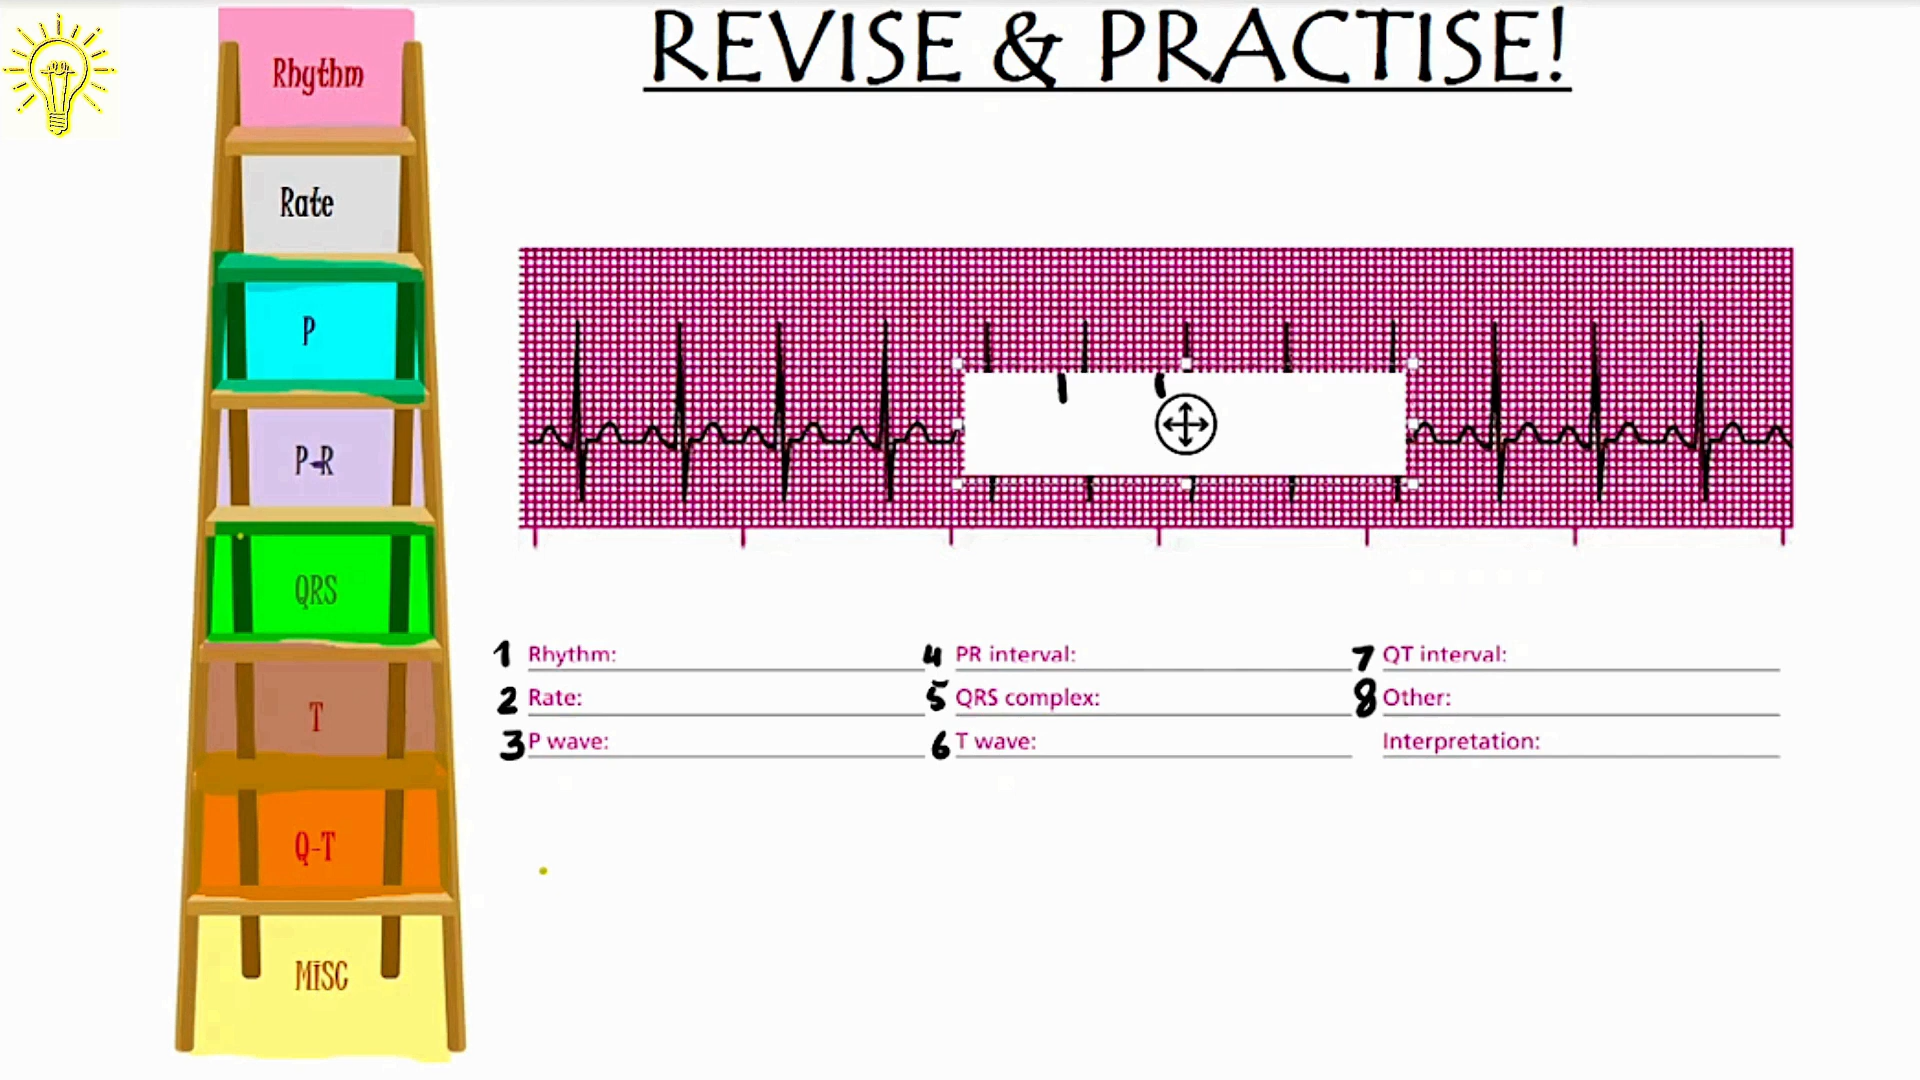 REVISE & PRACTISE!
Rhythm
Rate
P
P-R
QRS
T
Q-T
MISC
1 Rhythm:
2 Rate:
3 P wave:
4 PR interval:
5 QRS complex:
6 T wave:
7 QT interval:
8 Other:
Interpretation: